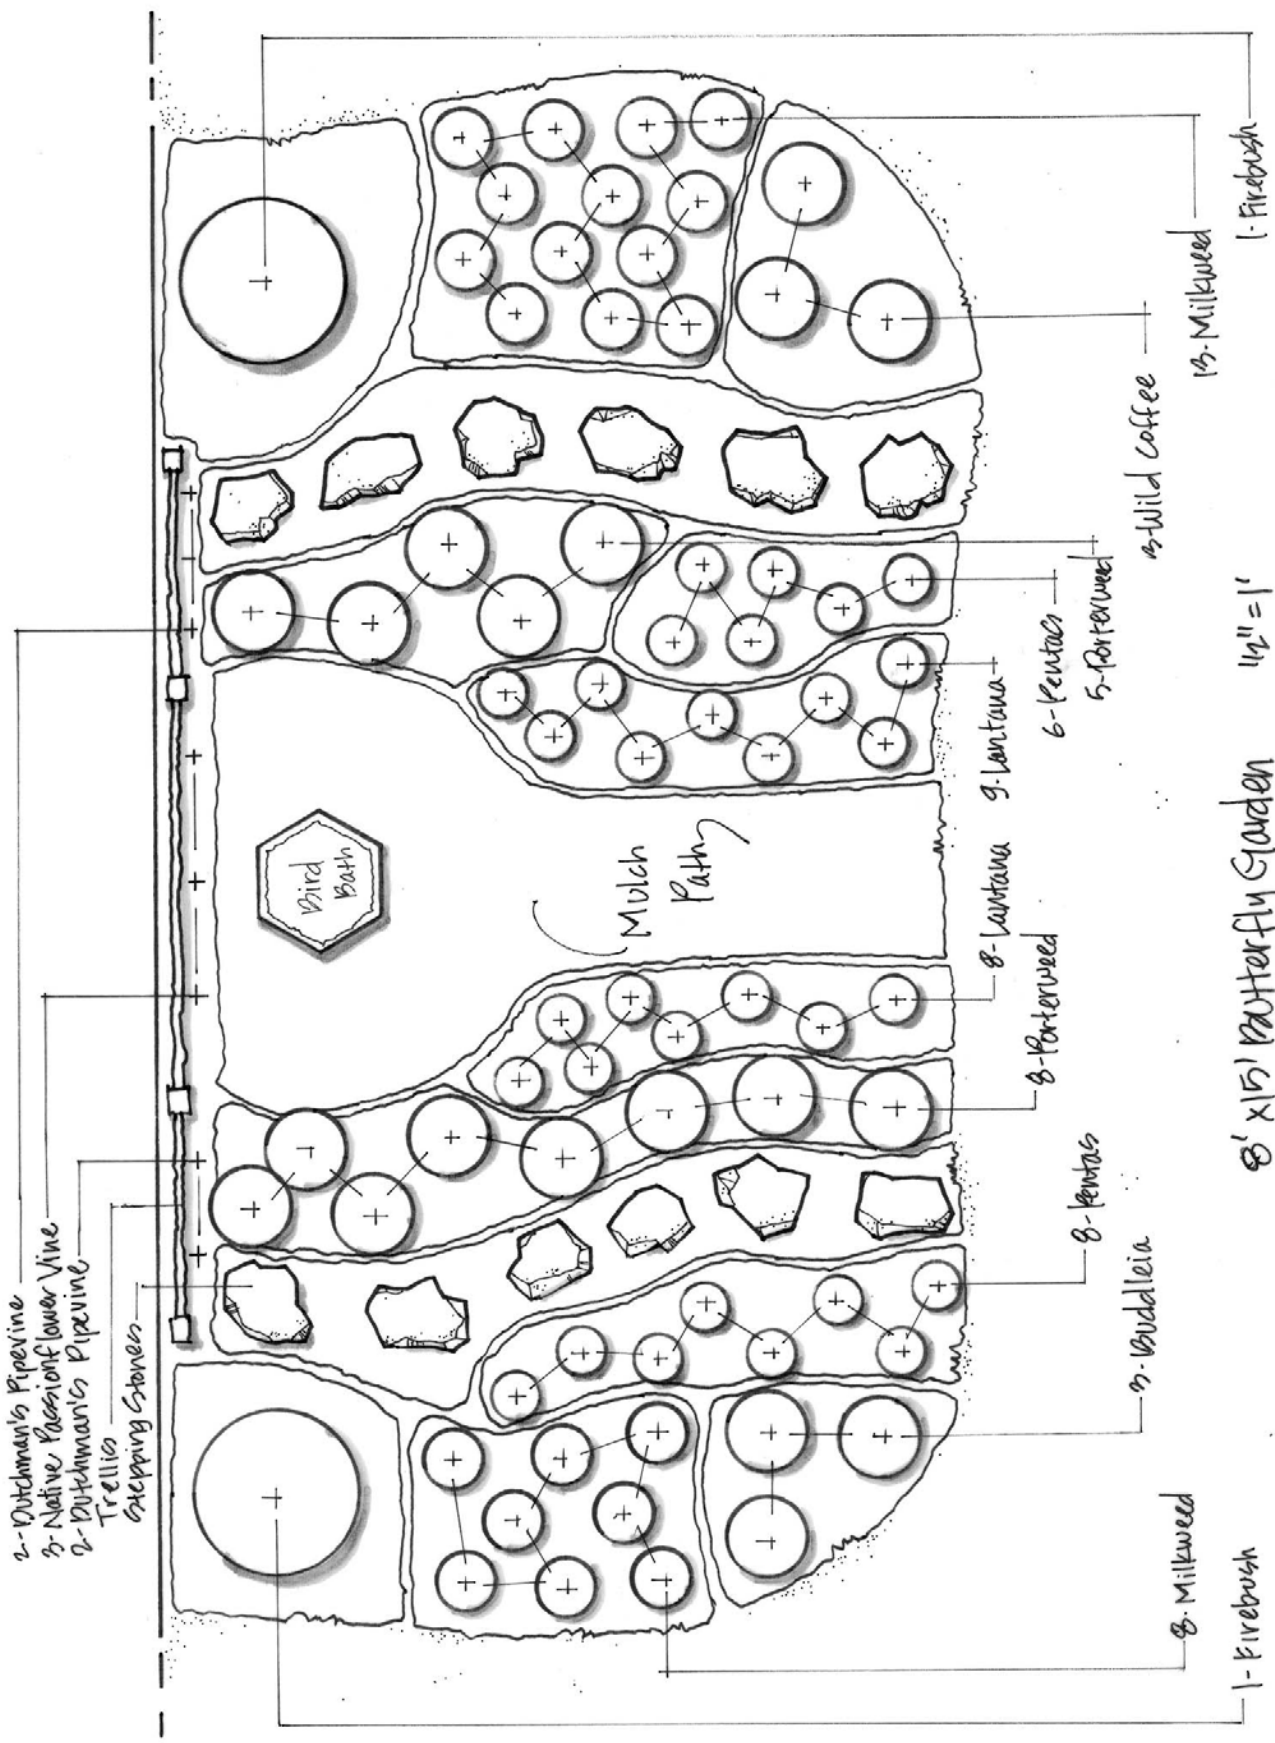 2-Dutchman's Pipevine
3-Native Passionflower Vine
2-Dutchman's Pipevine
Trellis
Stepping Stones
Bird
Bath
Mulch
Path
1-Firebush
8-Milkweed
3-Buddleia
8-Pentas
8-Porterweed
8-Lantana
9-Lantana
6-Pentas
5-Porterweed
3-Wild Coffee
13-Milkweed
1-Firebush
8' x 15' Butterfly Garden
1/2"=1'